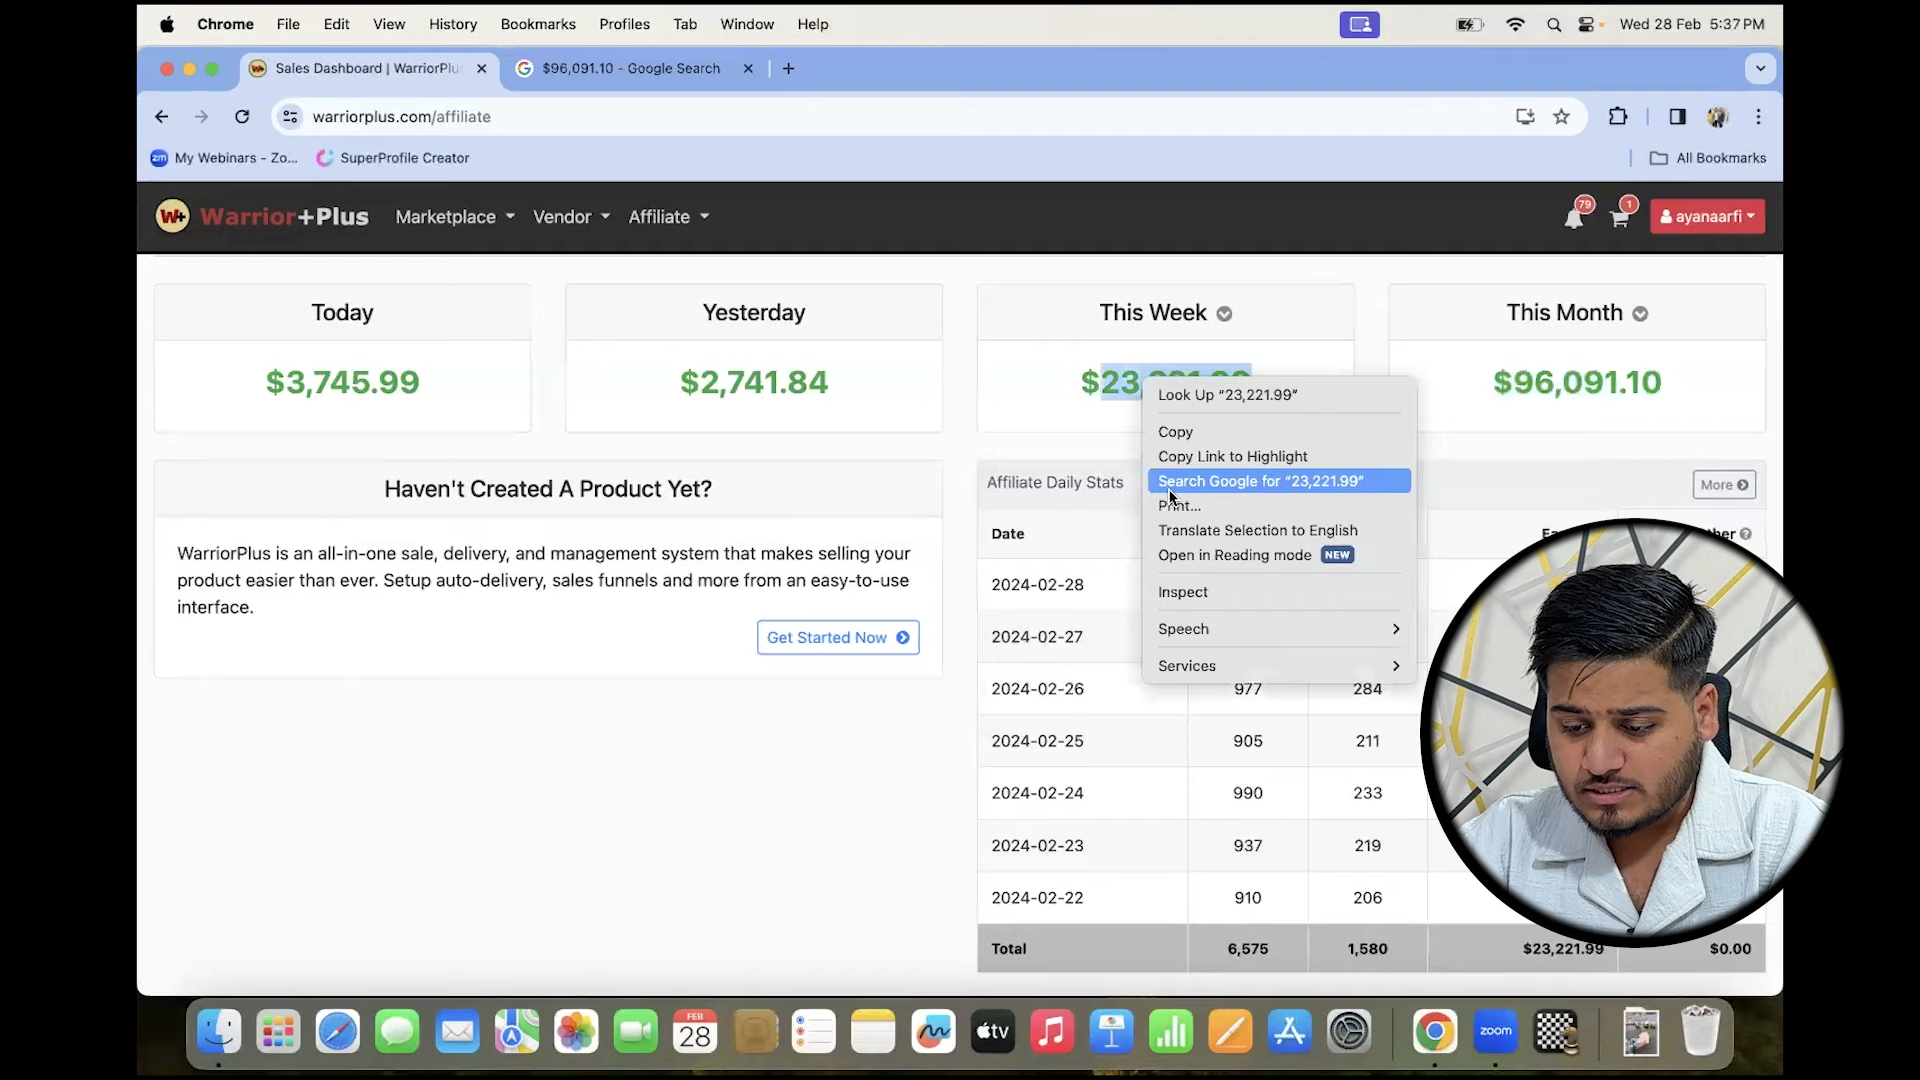 Chrome File Edit View History Bookmarks Profiles Tab Window Help Wed 28 Feb 5:37 PM
Sales Dashboard | WarriorPlu $96,091.10 - Google Search
warriorplus.com/affiliate
zm My Webinars - Zo... SuperProfile Creator All Bookmarks
W+ Warrior+Plus Marketplace Vendor Affiliate 79 1 ayanaarfi
Today Yesterday This Week This Month
$3,745.99 $2,741.84 $23,221.99 $96,091.10
Look Up “23,221.99”
Copy
Copy Link to Highlight
Search Google for “23,221.99”
Print...
Translate Selection to English
Open in Reading mode NEW
Inspect
Speech
Services
Haven't Created A Product Yet?
WarriorPlus is an all-in-one sale, delivery, and management system that makes selling your
product easier than ever. Setup auto-delivery, sales funnels and more from an easy-to-use
interface.
Get Started Now
Affiliate Daily Stats More
Date
2024-02-28
2024-02-27
2024-02-26 977 284
2024-02-25 905 211
2024-02-24 990 233
2024-02-23 937 219
2024-02-22 910 206
Total 6,575 1,580 $23,221.99 $0.00
FEB
28
tv
zoom